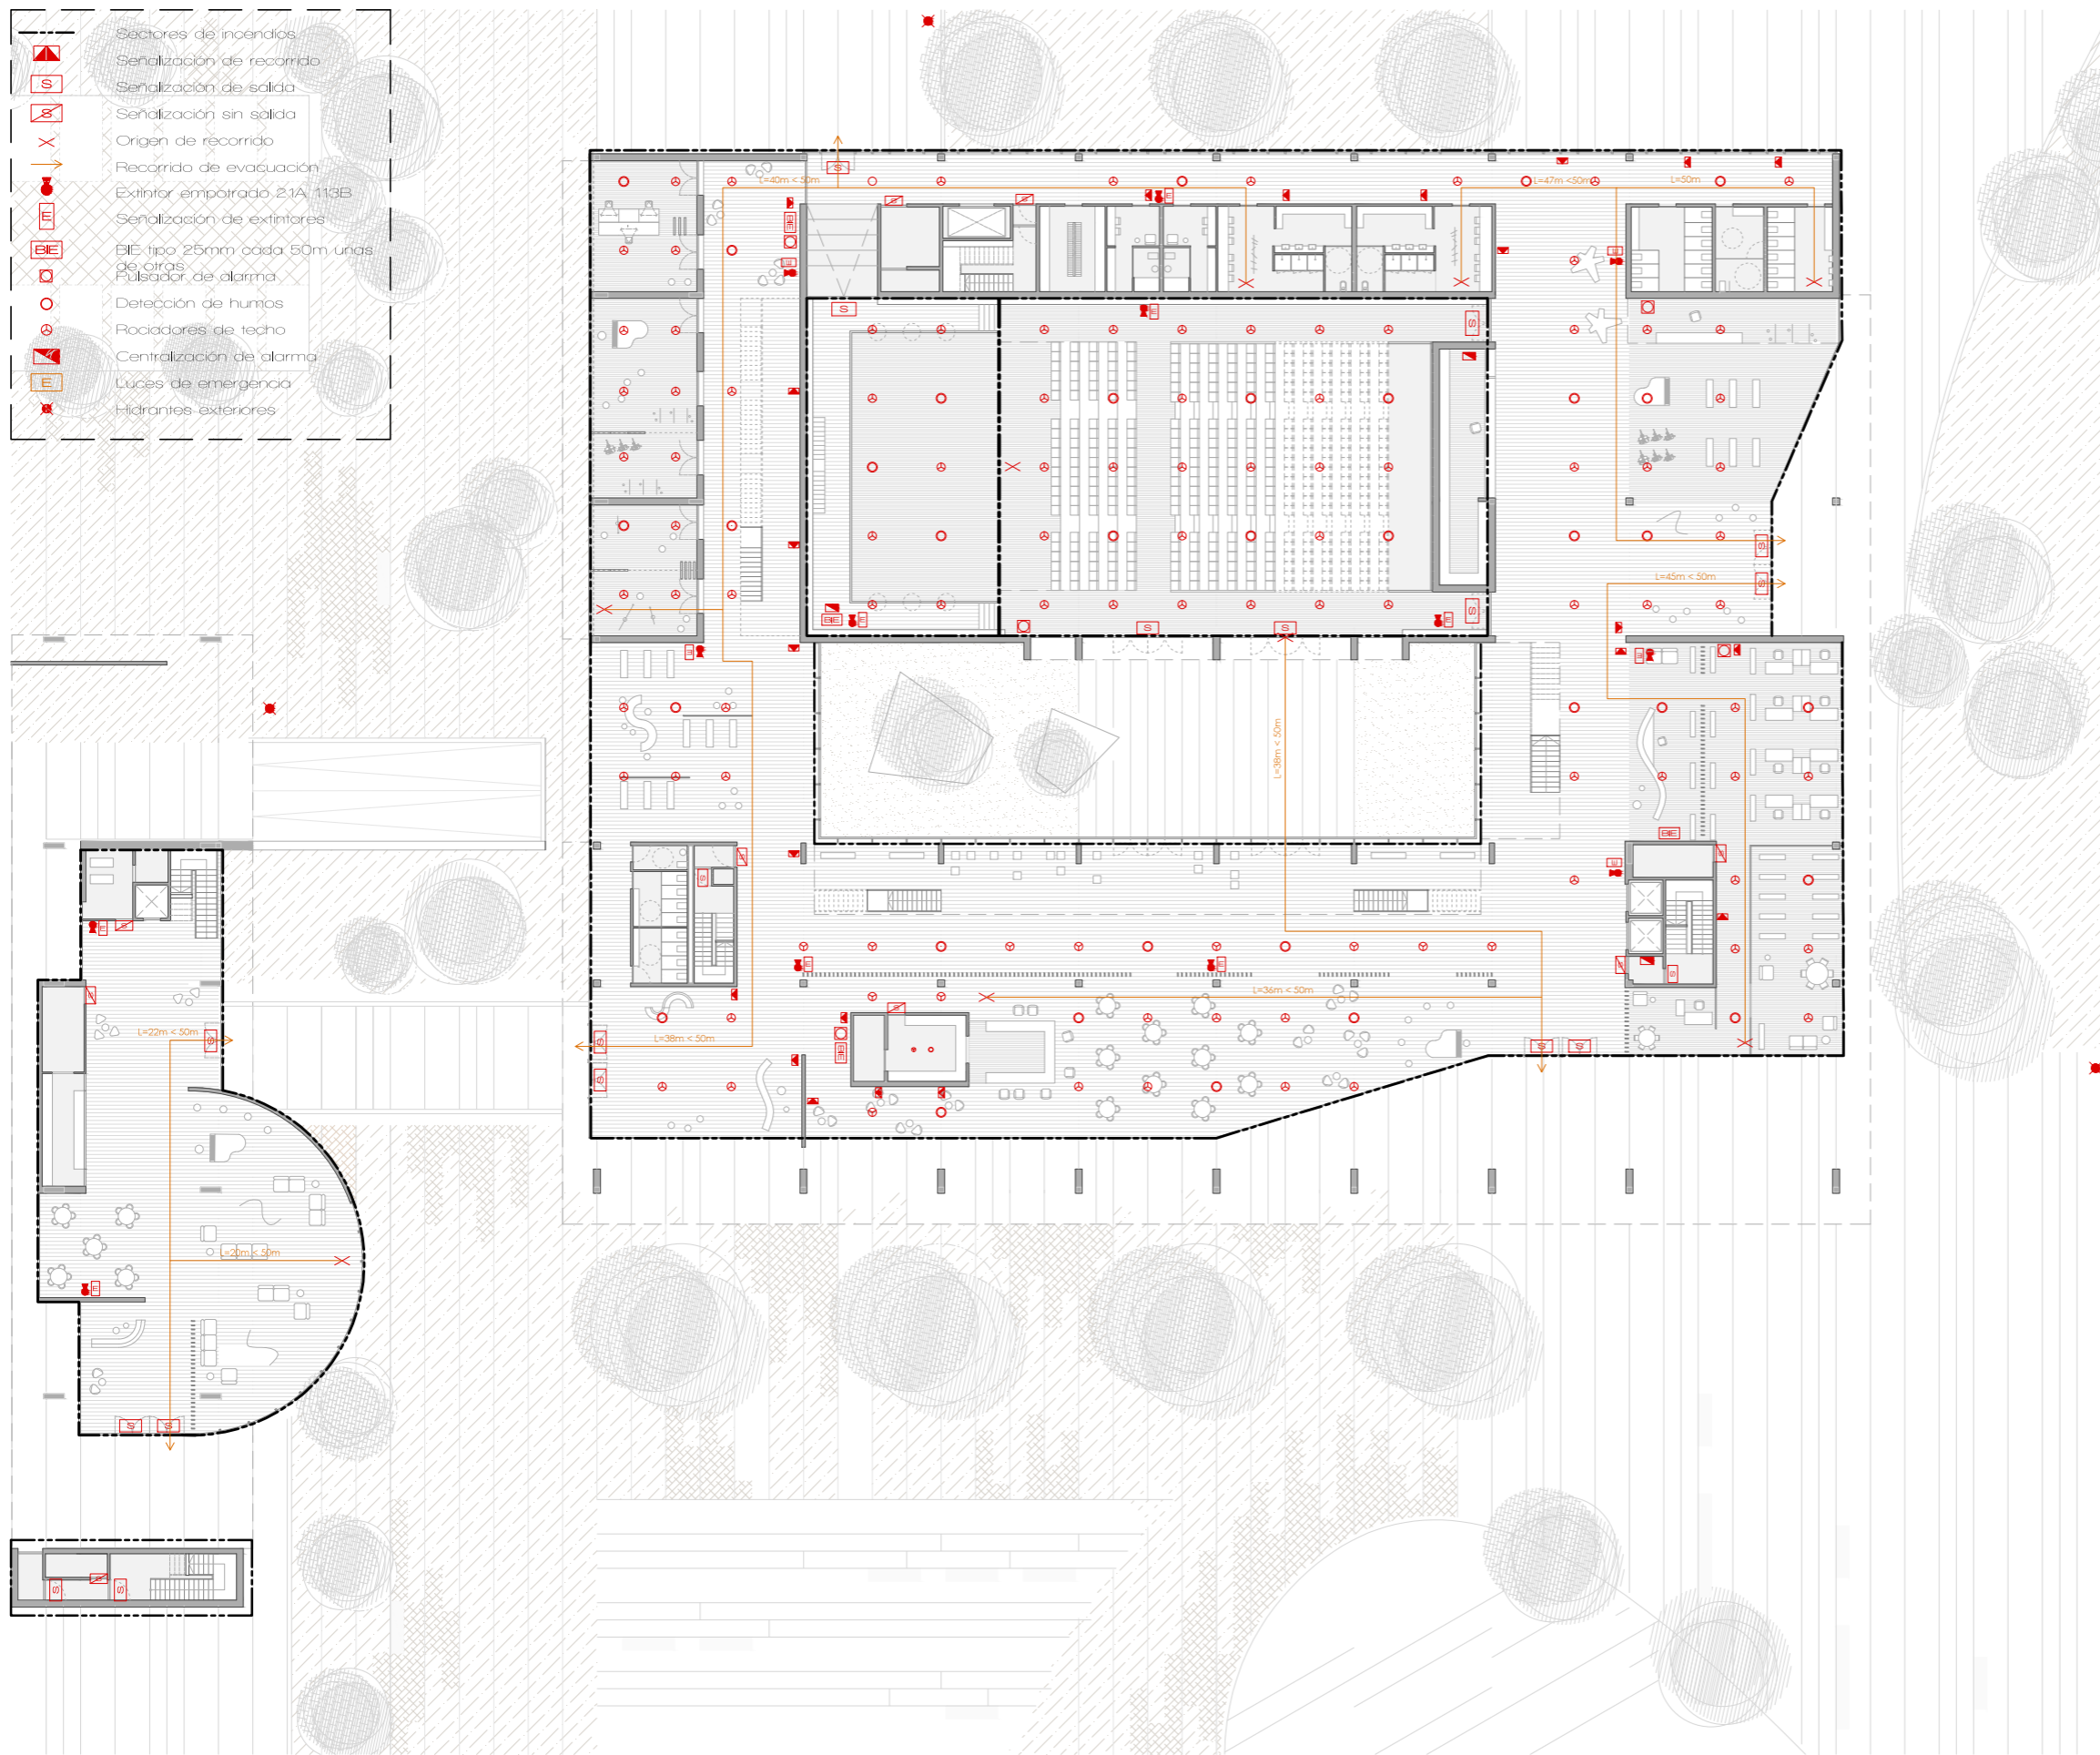 Sectores de incendios
Señalización de recorrido
S Señalización de salida
S Señalización sin salida
Origen de recorrido
Recorrido de evacuación
Extintor empotrado 21A 113B
E Señalización de extintores
BIE BIE tipo 25mm cada 50m unas
de otras
Pulsador de alarma
Detección de humos
Rociadores de techo
Centralización de alarma
E Luces de emergencia
Hidrantes exteriores
S
L=40m < 50m
L=47m <50m
L=50m
S
S
E
BIE
E
E
S
E
S
S
S
L=45m < 50m
S
BIE
E
E
S
S
S
E
E
L=38m < 50m
BIE
S
S
E
S
E
S
E
E
S
S
S
L=36m < 50m
S
S
L=22m < 50m
S
S
L=38m < 50m
BIE
S
S
S
L=20m < 50m
E
S
S
S
S
S